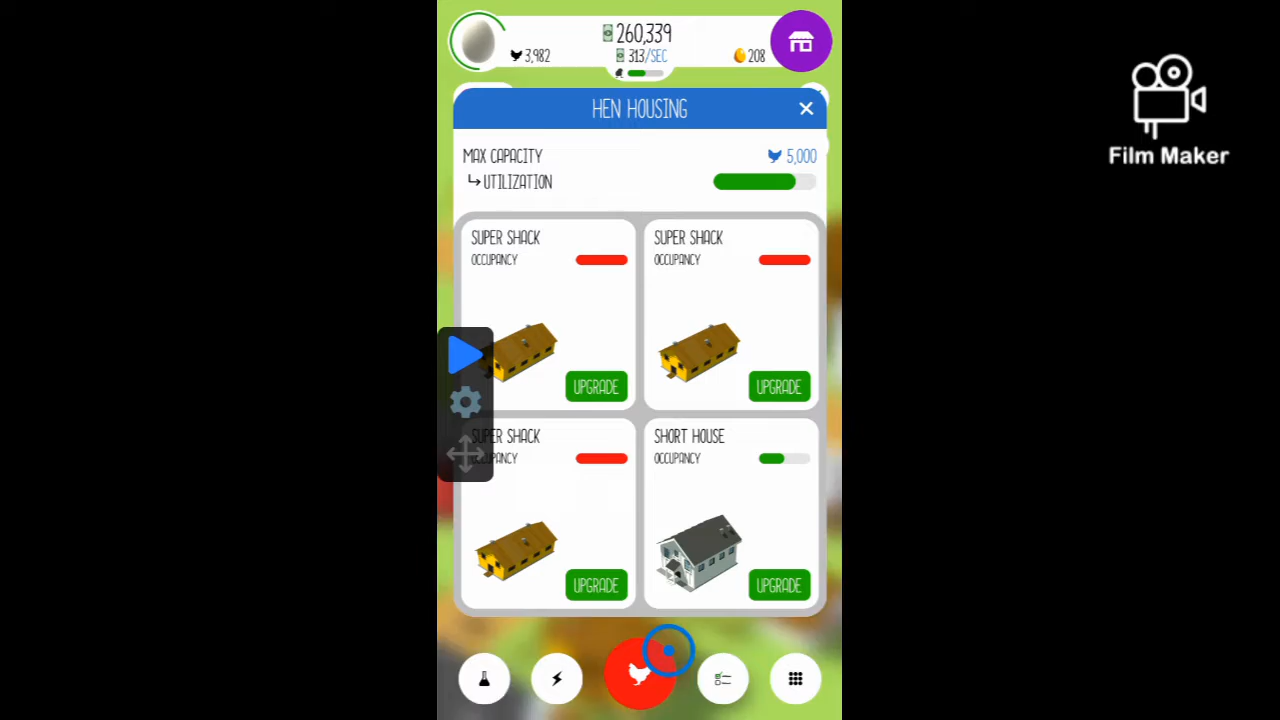 260,339
3,982
313/SEC
208
HEN HOUSING
MAX CAPACITY
5,000
UTILIZATION
SUPER SHACK
OCCUPANCY
UPGRADE
SUPER SHACK
OCCUPANCY
UPGRADE
SUPER SHACK
OCCUPANCY
UPGRADE
SHORT HOUSE
OCCUPANCY
UPGRADE
Film Maker